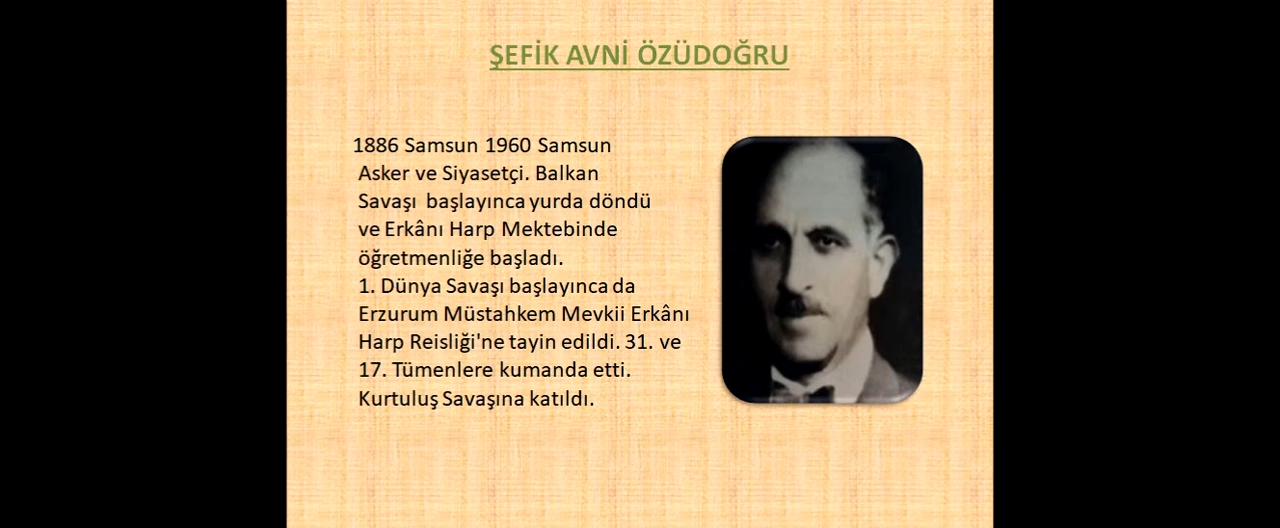 ŞEFİK AVNİ ÖZÜDOĞRU
1886 Samsun 1960 Samsun
Asker ve Siyasetçi. Balkan
Savaşı başlayınca yurda döndü
ve Erkânı Harp Mektebinde
öğretmenliğe başladı.
1. Dünya Savaşı başlayınca da
Erzurum Müstahkem Mevkii Erkânı
Harp Reisliği'ne tayin edildi. 31. ve
17. Tümenlere kumanda etti.
Kurtuluş Savaşına katıldı.